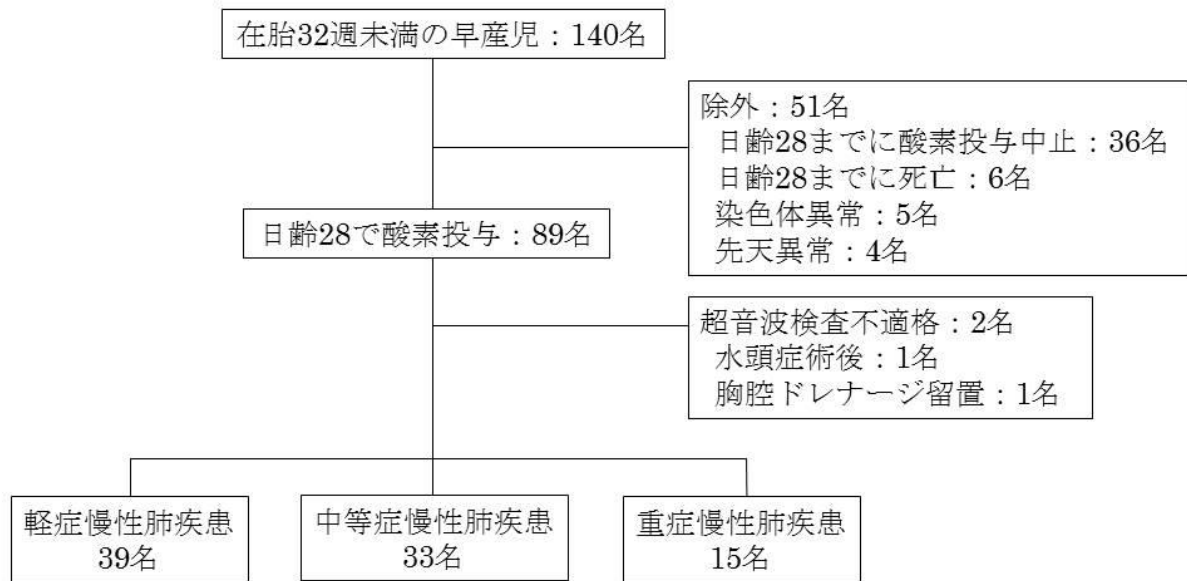 在胎32週未満の早産児：140名
除外：51名
日齢28までに酸素投与中止：36名
日齢28までに死亡：6名
染色体異常：5名
先天異常：4名
日齢28で酸素投与：89名
超音波検査不適格：2名
水頭症術後：1名
胸腔ドレナージ留置：1名
軽症慢性肺疾患
39名
中等症慢性肺疾患
33名
重症慢性肺疾患
15名